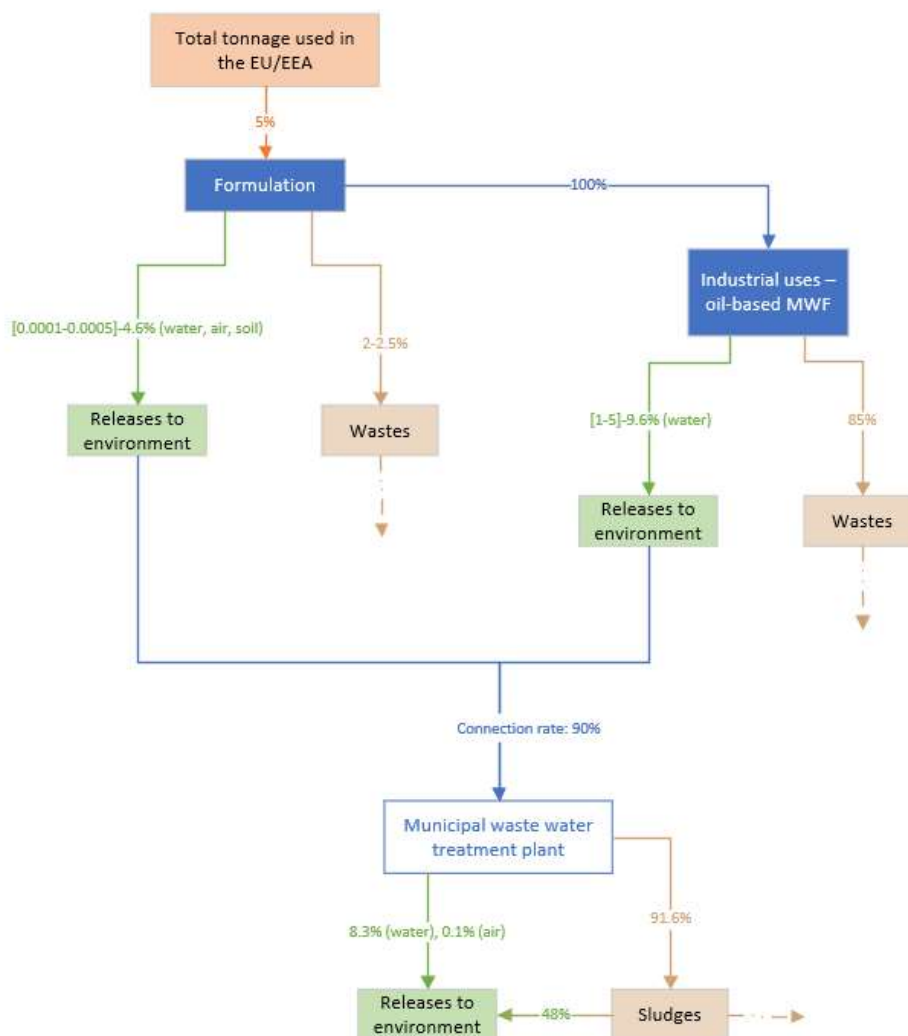 Total tonnage used in
the EU/EEA
5%
Formulation
100%
Industrial uses –
oil-based MWF
[0.0001-0.0005]-4.6% (water, air, soil)
2-2.5%
[1-5]-9.6% (water)
85%
Releases to
environment
Wastes
Releases to
environment
Wastes
Connection rate: 90%
Municipal waste water
treatment plant
8.3% (water), 0.1% (air)
91.6%
Releases to
environment
48%
Sludges